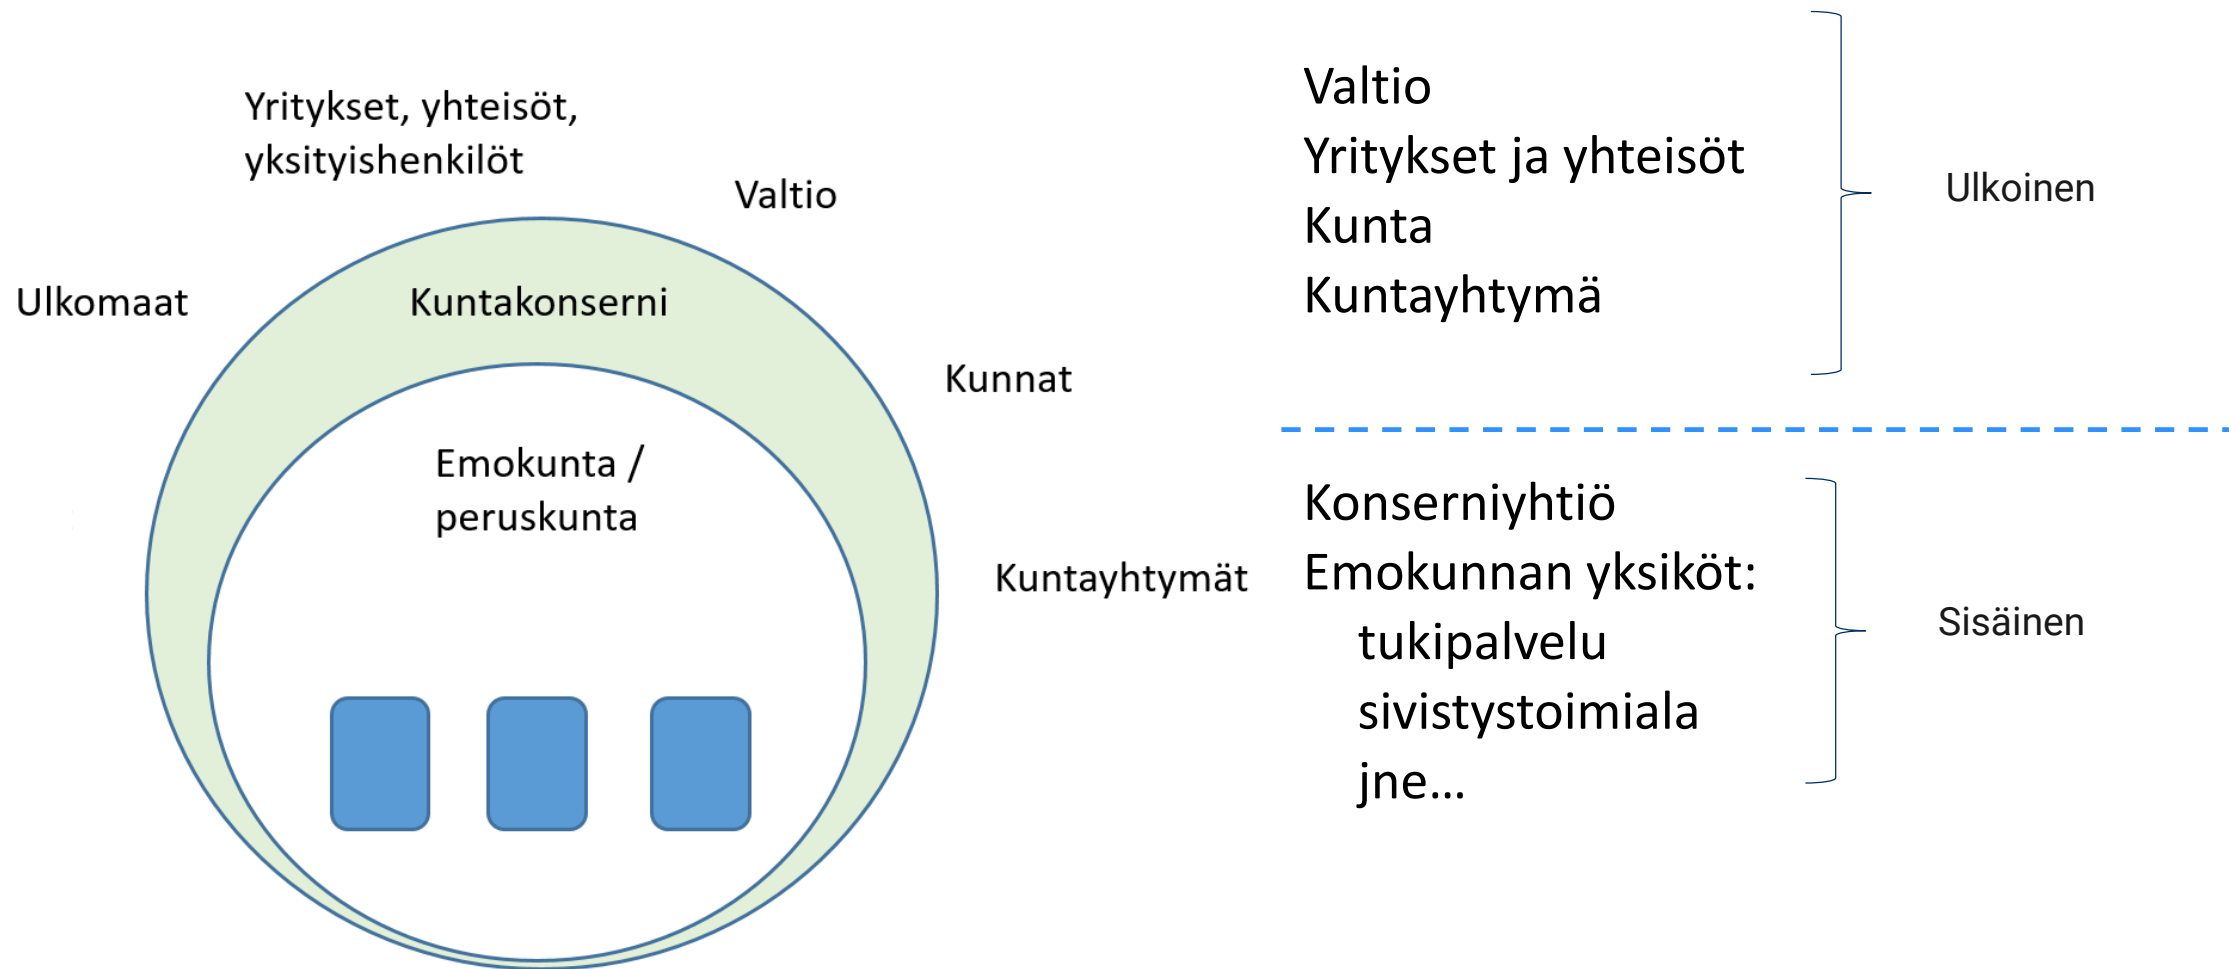 Yritykset, yhteisöt,
yksityishenkilöt
Valtio
Ulkomaat
Kuntakonserni
Kunnat
Emokunta /
peruskunta
Kuntayhtymät
Valtio
Yritykset ja yhteisöt
Kunta
Kuntayhtymä
Ulkoinen
Konserniyhtiö
Emokunnan yksiköt:
tukipalvelu
sivistystoimiala
jne...
Sisäinen